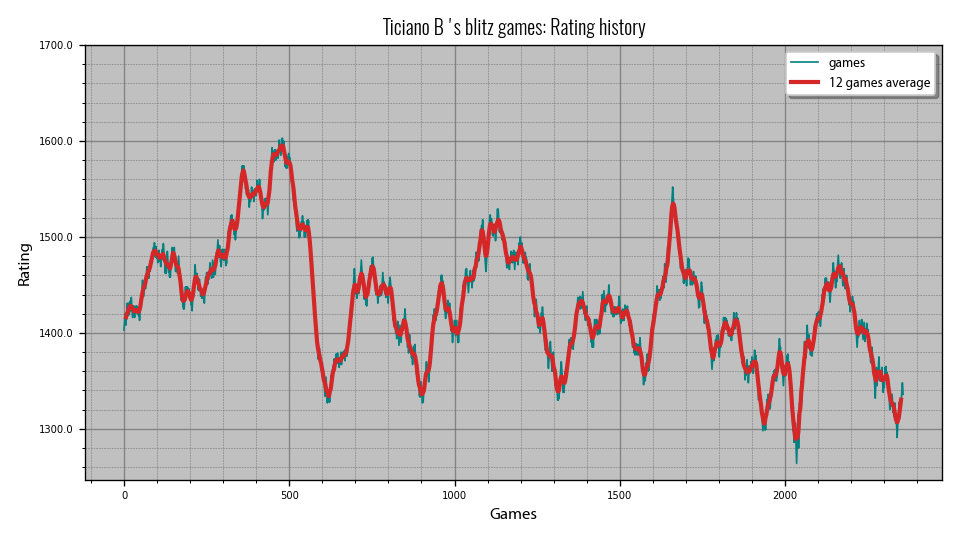 Ticiano B 's blitz games: Rating history
1700.0
1600.0
1500.0
1400.0
1300.0
Rating
games
12 games average
0
500
1000
1500
2000
Games